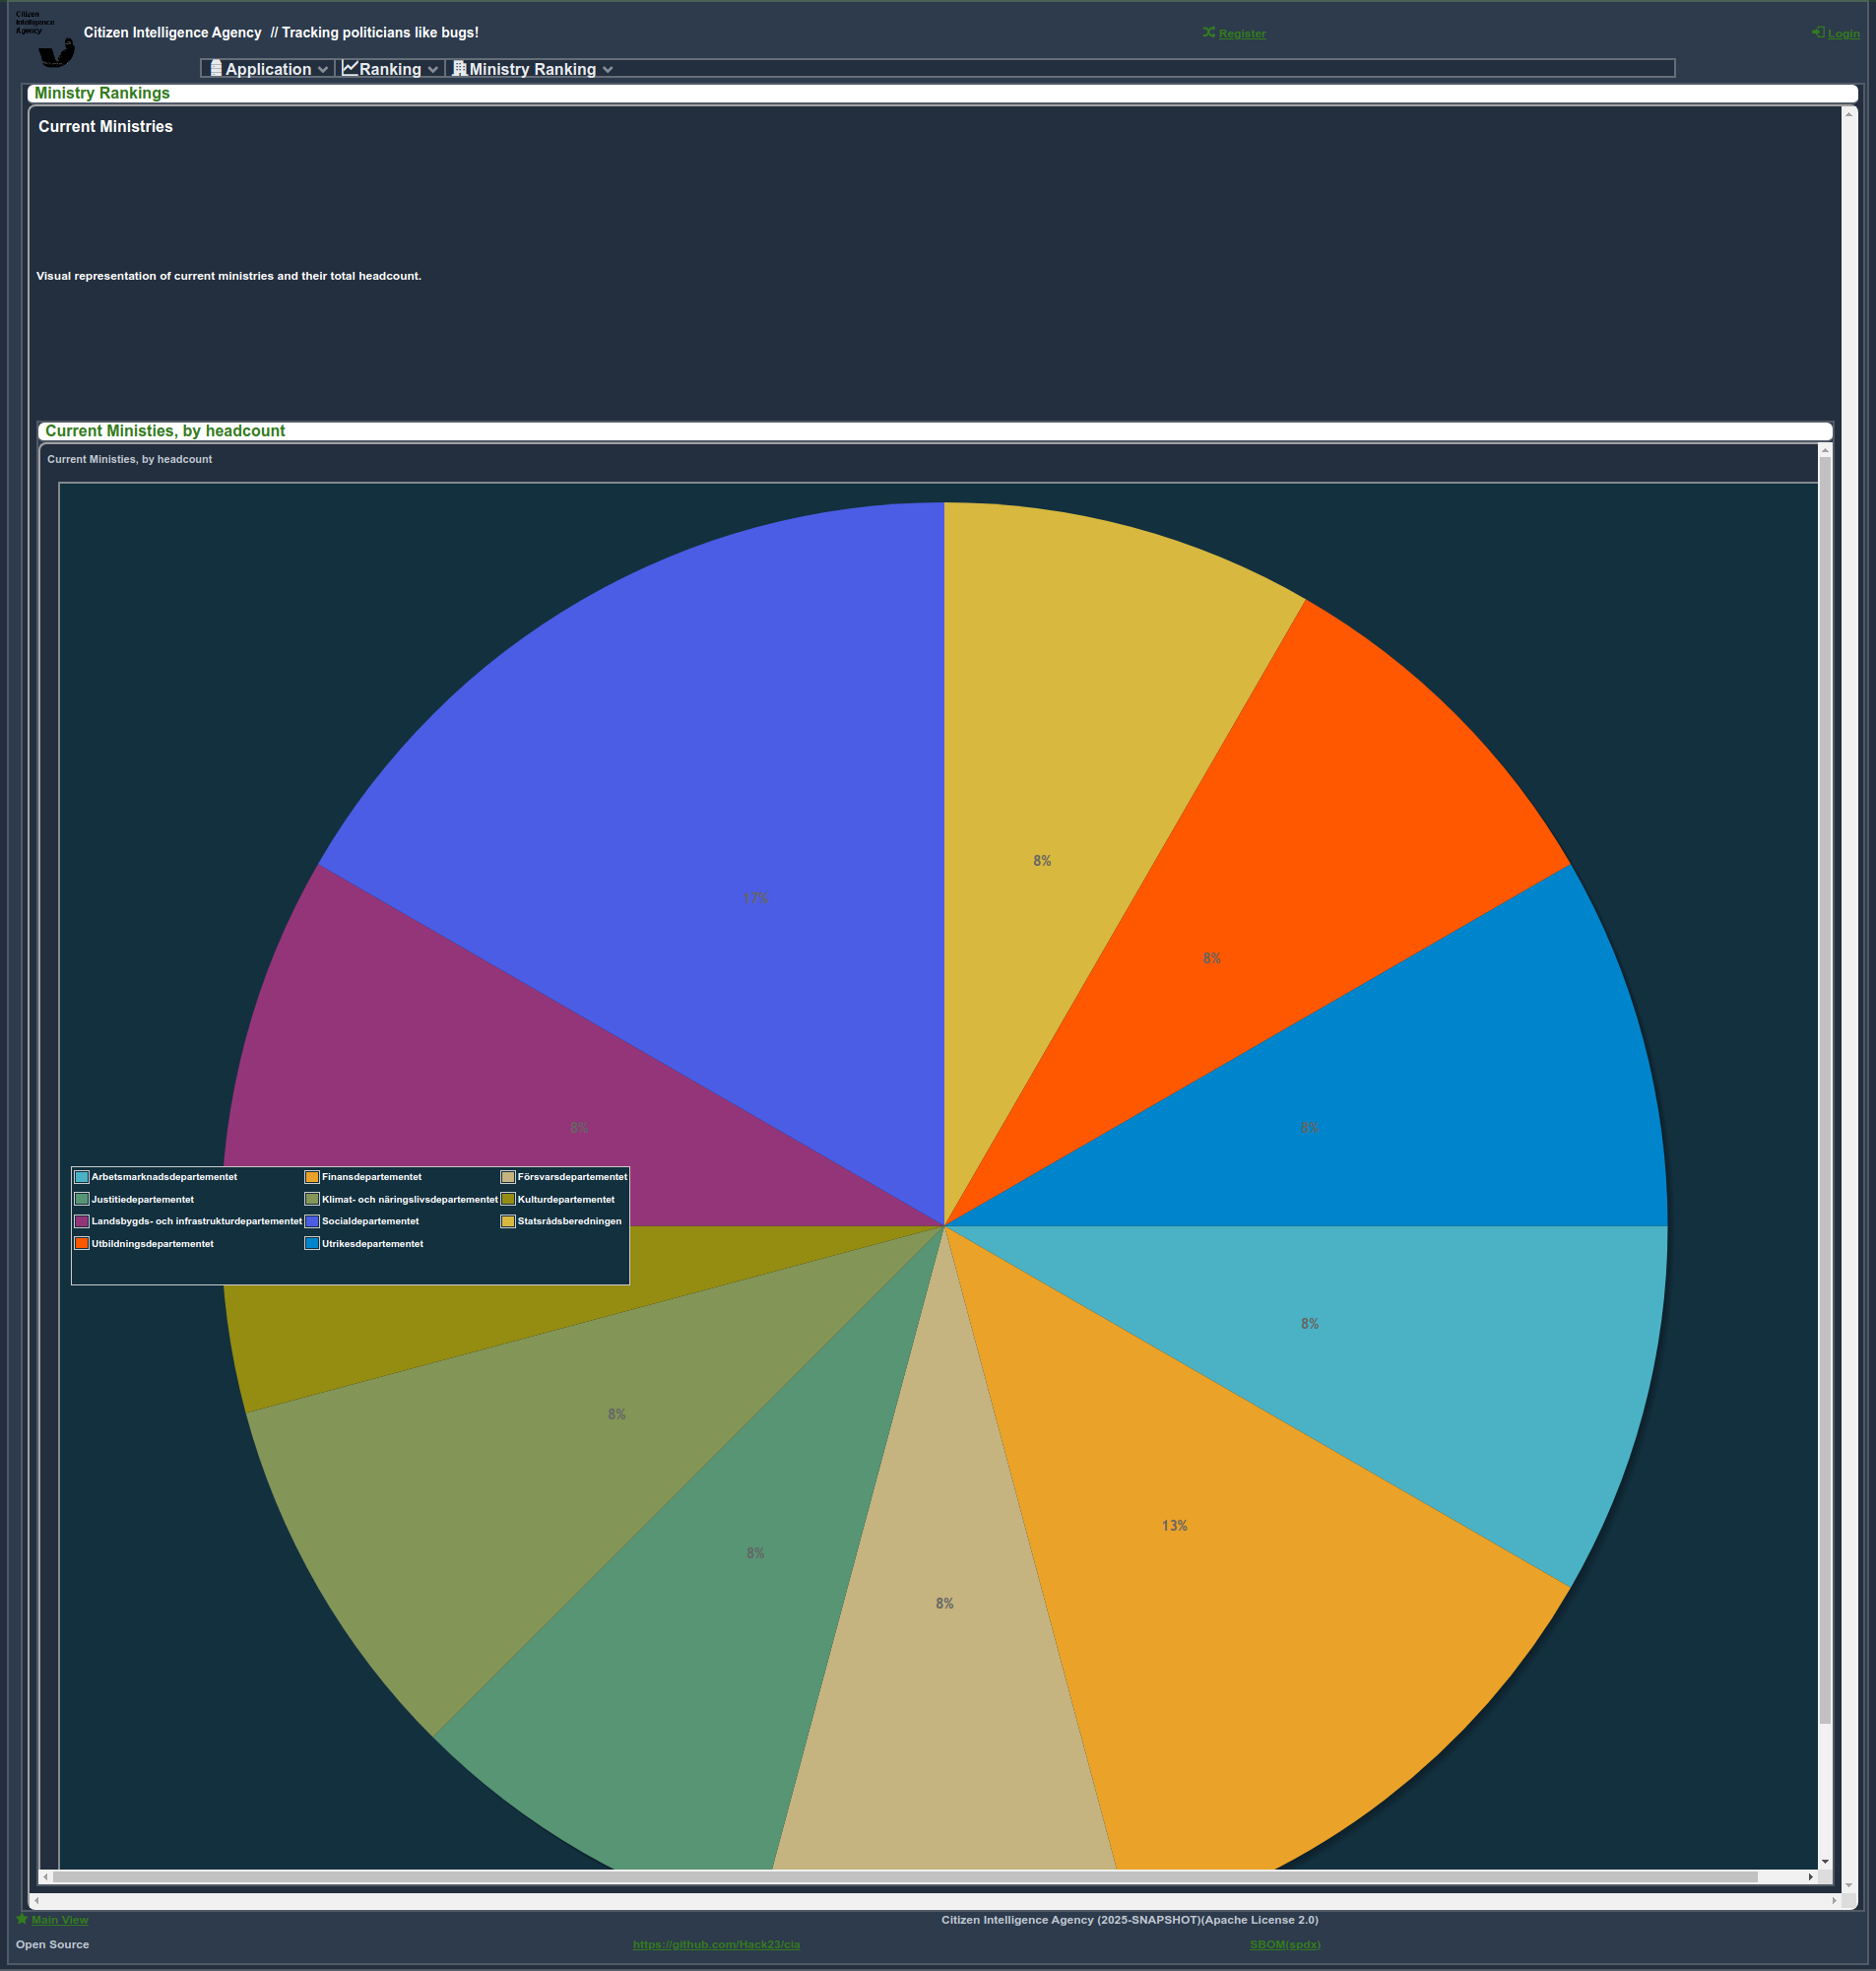 Citizen
Intelligence
Agency
Citizen Intelligence Agency // Tracking politicians like bugs!
Register
Login
Application
Ranking
Ministry Ranking
Ministry Rankings
Current Ministries
Visual representation of current ministries and their total headcount.
Current Ministies, by headcount
Current Ministies, by headcount
8%
17%
8%
8%
8%
Arbetsmarknadsdepartementet
Finansdepartementet
Försvarsdepartementet
Justitiedepartementet
Klimat- och näringslivsdepartementet
Kulturdepartementet
Landsbygds- och infrastrukturdepartementet
Socialdepartementet
Statsrådsberedningen
Utbildningsdepartementet
Utrikesdepartementet
8%
8%
13%
8%
8%
Main View
Citizen Intelligence Agency (2025-SNAPSHOT)(Apache License 2.0)
Open Source
https://github.com/Hack23/cia
SBOM(spdx)